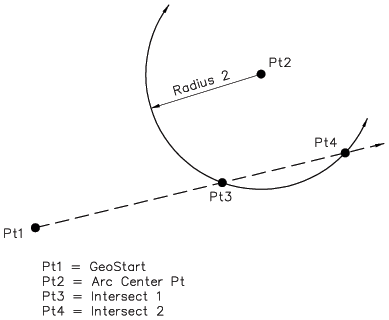 Pt2
Radius 2
Pt4
Pt3
Pt1
Pt1 = GeoStart
Pt2 = Arc Center Pt
Pt3 = Intersect 1
Pt4 = Intersect 2